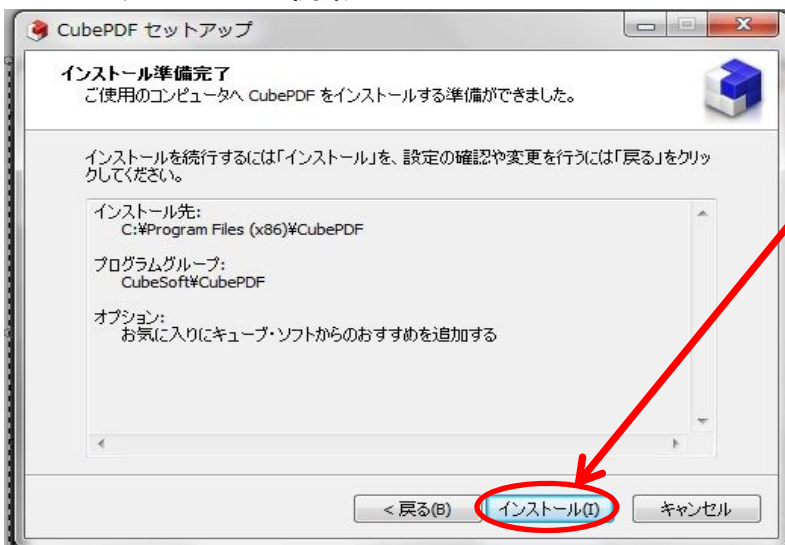 CubePDF セットアップ
インストール準備完了
ご使用のコンピュータへ CubePDF をインストールする準備ができました。
インストールを続行するには「インストール」を、設定の確認や変更を行うには「戻る」をクリッ
クしてください。
インストール先:
C:¥Program Files (x86)¥CubePDF
プログラムグループ:
CubeSoft¥CubePDF
オプション:
お気に入りにキューブ・ソフトからのおすすめを追加する
< 戻る(B) インストール(I) キャンセル